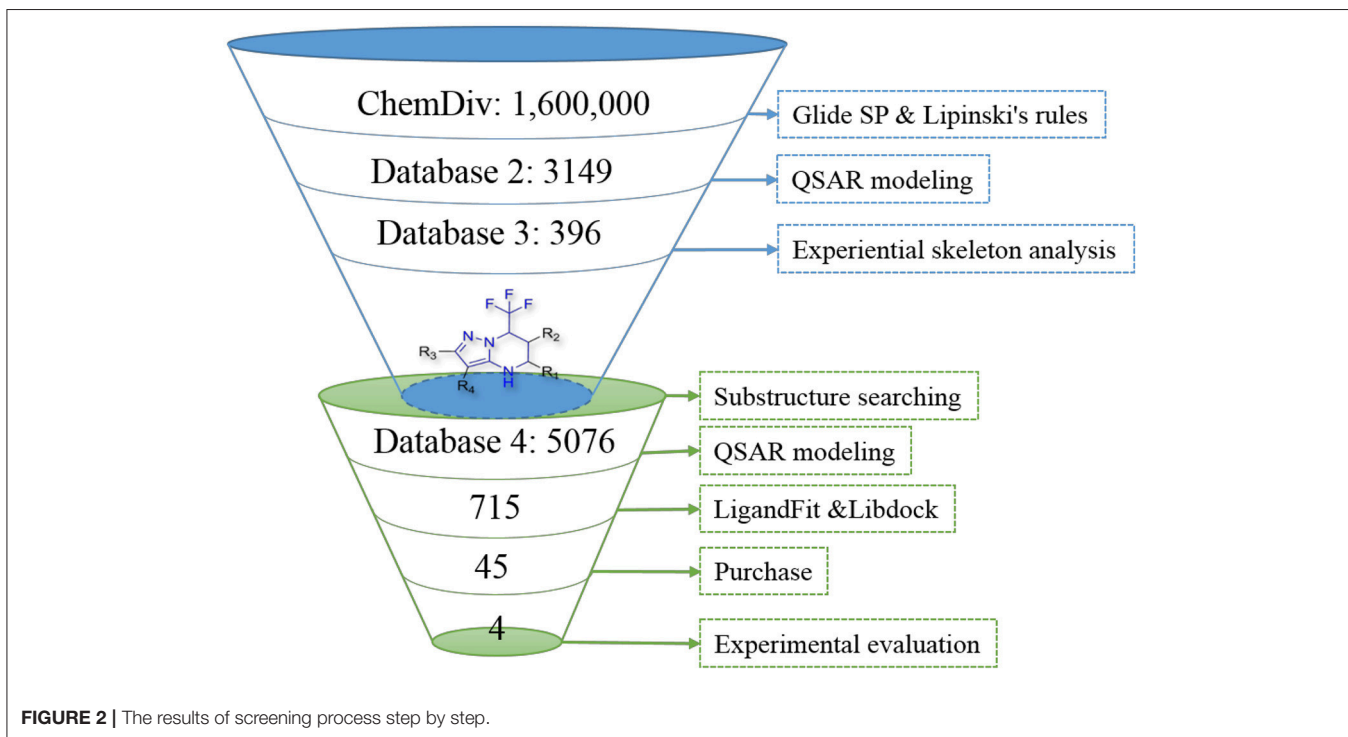 ChemDiv: 1,600,000
Glide SP & Lipinski's rules
Database 2: 3149
QSAR modeling
Database 3: 396
Experiential skeleton analysis
F
F
F
N
N
R2
R3
R4
N
H
R1
Substructure searching
Database 4: 5076
QSAR modeling
715
LigandFit &Libdock
45
Purchase
4
Experimental evaluation
FIGURE 2 | The results of screening process step by step.